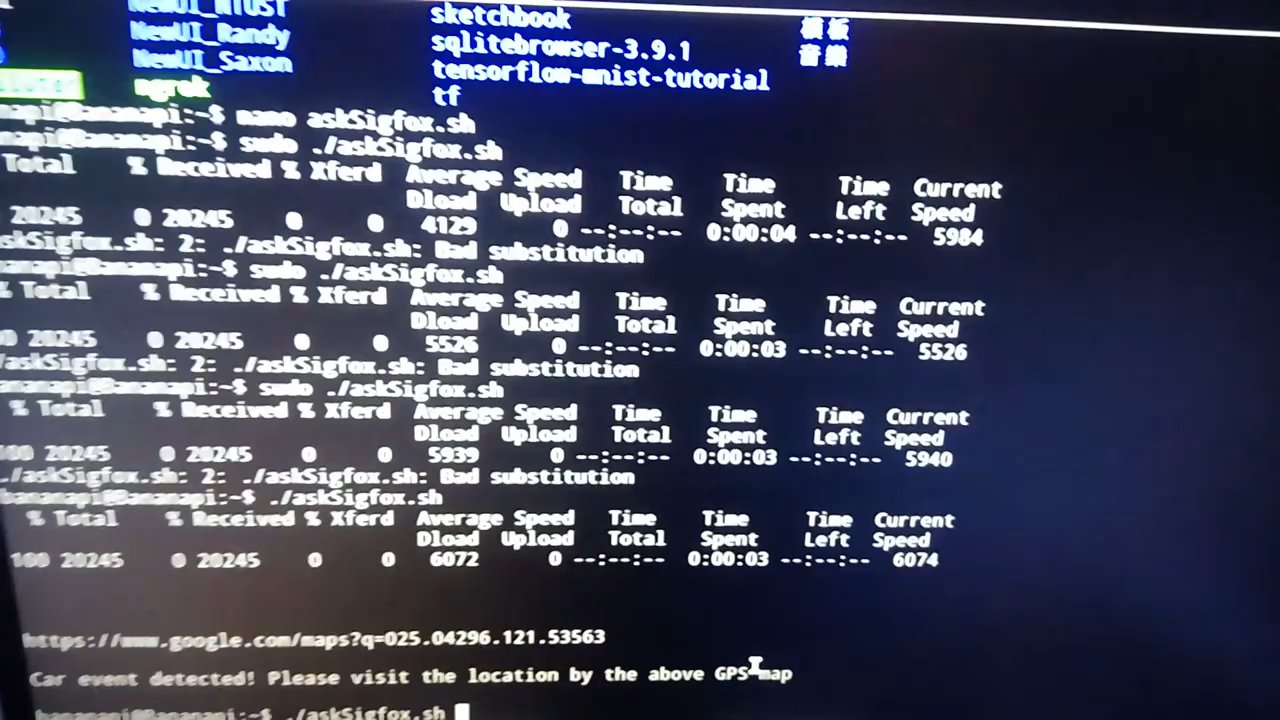 NewUI_NTUST sketchbook 模板
NewUI_Randy sqlitebrowser-3.9.1 音樂
NewUI_Saxon tensorflow-mnist-tutorial
ngrok tf
api@Bananapi:~$ nano askSigfox.sh
napi@Bananapi:~$ sudo ./askSigfox.sh
Total % Received % Xferd Average Speed Time Time Time Current
Dload Upload Total Spent Left Speed
20245 0 20245 0 0 4129 0 --:--:-- 0:00:04 --:--:-- 5984
skSigfox.sh: 2: ./askSigfox.sh: Bad substitution
ananapi@Bananapi:~$ sudo ./askSigfox.sh
% Total % Received % Xferd Average Speed Time Time Time Current
Dload Upload Total Spent Left Speed
0 20245 0 20245 0 0 5526 0 --:--:-- 0:00:03 --:--:-- 5526
/askSigfox.sh: 2: ./askSigfox.sh: Bad substitution
ananapi@Bananapi:~$ sudo ./askSigfox.sh
% Total % Received % Xferd Average Speed Time Time Time Current
Dload Upload Total Spent Left Speed
100 20245 0 20245 0 0 5939 0 --:--:-- 0:00:03 --:--:-- 5940
./askSigfox.sh: 2: ./askSigfox.sh: Bad substitution
bananapi@Bananapi:~$ ./askSigfox.sh
% Total % Received % Xferd Average Speed Time Time Time Current
Dload Upload Total Spent Left Speed
100 20245 0 20245 0 0 6072 0 --:--:-- 0:00:03 --:--:-- 6074
https://www.google.com/maps?q=025.04296.121.53563
Car event detected! Please visit the location by the above GPS map
bananapi@Bananapi:~$ ./askSigfox.sh